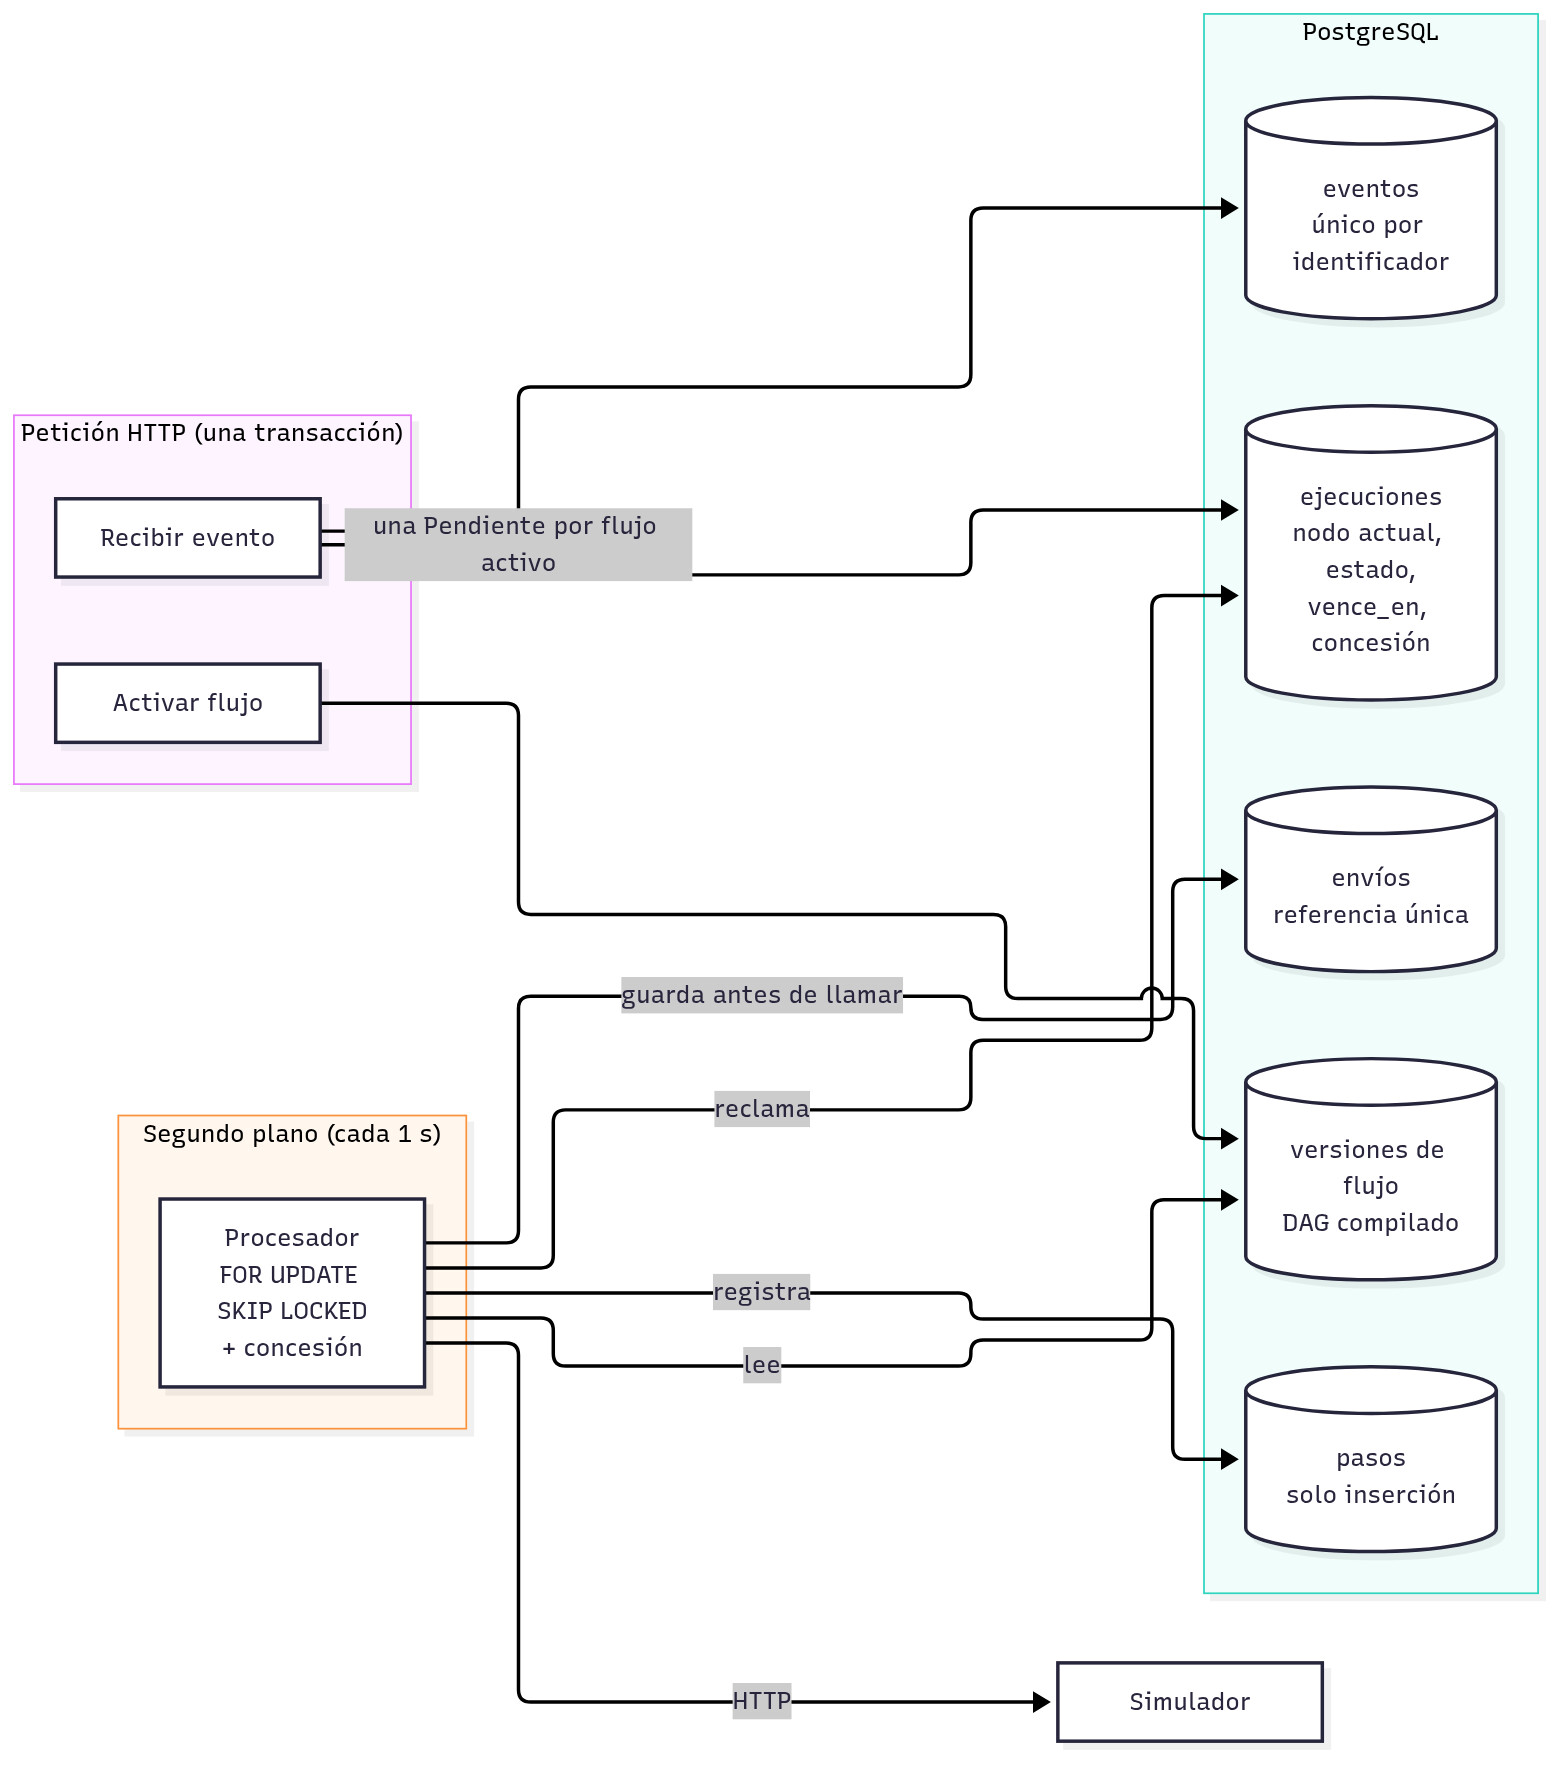 PostgreSQL
eventos
único por
identificador
Petición HTTP (una transacción)
Recibir evento
una Pendiente por flujo
activo
ejecuciones
nodo actual,
estado,
vence_en,
concesión
Activar flujo
envíos
referencia única
guarda antes de llamar
reclama
versiones de
flujo
DAG compilado
Segundo plano (cada 1 s)
Procesador
FOR UPDATE
SKIP LOCKED
+ concesión
registra
lee
pasos
solo inserción
HTTP
Simulador